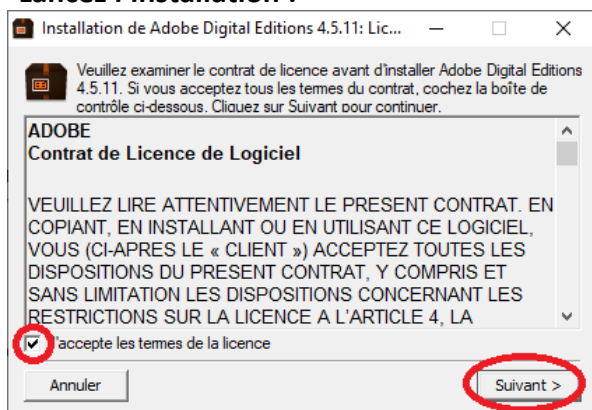 Installation de Adobe Digital Editions 4.5.11: Lic...
Veuillez examiner le contrat de licence avant d'installer Adobe Digital Editions
4.5.11. Si vous acceptez tous les termes du contrat, cochez la boîte de
contrôle ci-dessous. Cliquez sur Suivant pour continuer.
ADOBE
Contrat de Licence de Logiciel
VEUILLEZ LIRE ATTENTIVEMENT LE PRESENT CONTRAT. EN
COPIANT, EN INSTALLANT OU EN UTILISANT CE LOGICIEL,
VOUS (CI-APRES LE « CLIENT ») ACCEPTEZ TOUTES LES
DISPOSITIONS DU PRESENT CONTRAT, Y COMPRIS ET
SANS LIMITATION LES DISPOSITIONS CONCERNANT LES
RESTRICTIONS SUR LA LICENCE A L'ARTICLE 4, LA
J'accepte les termes de la licence
Annuler
Suivant >